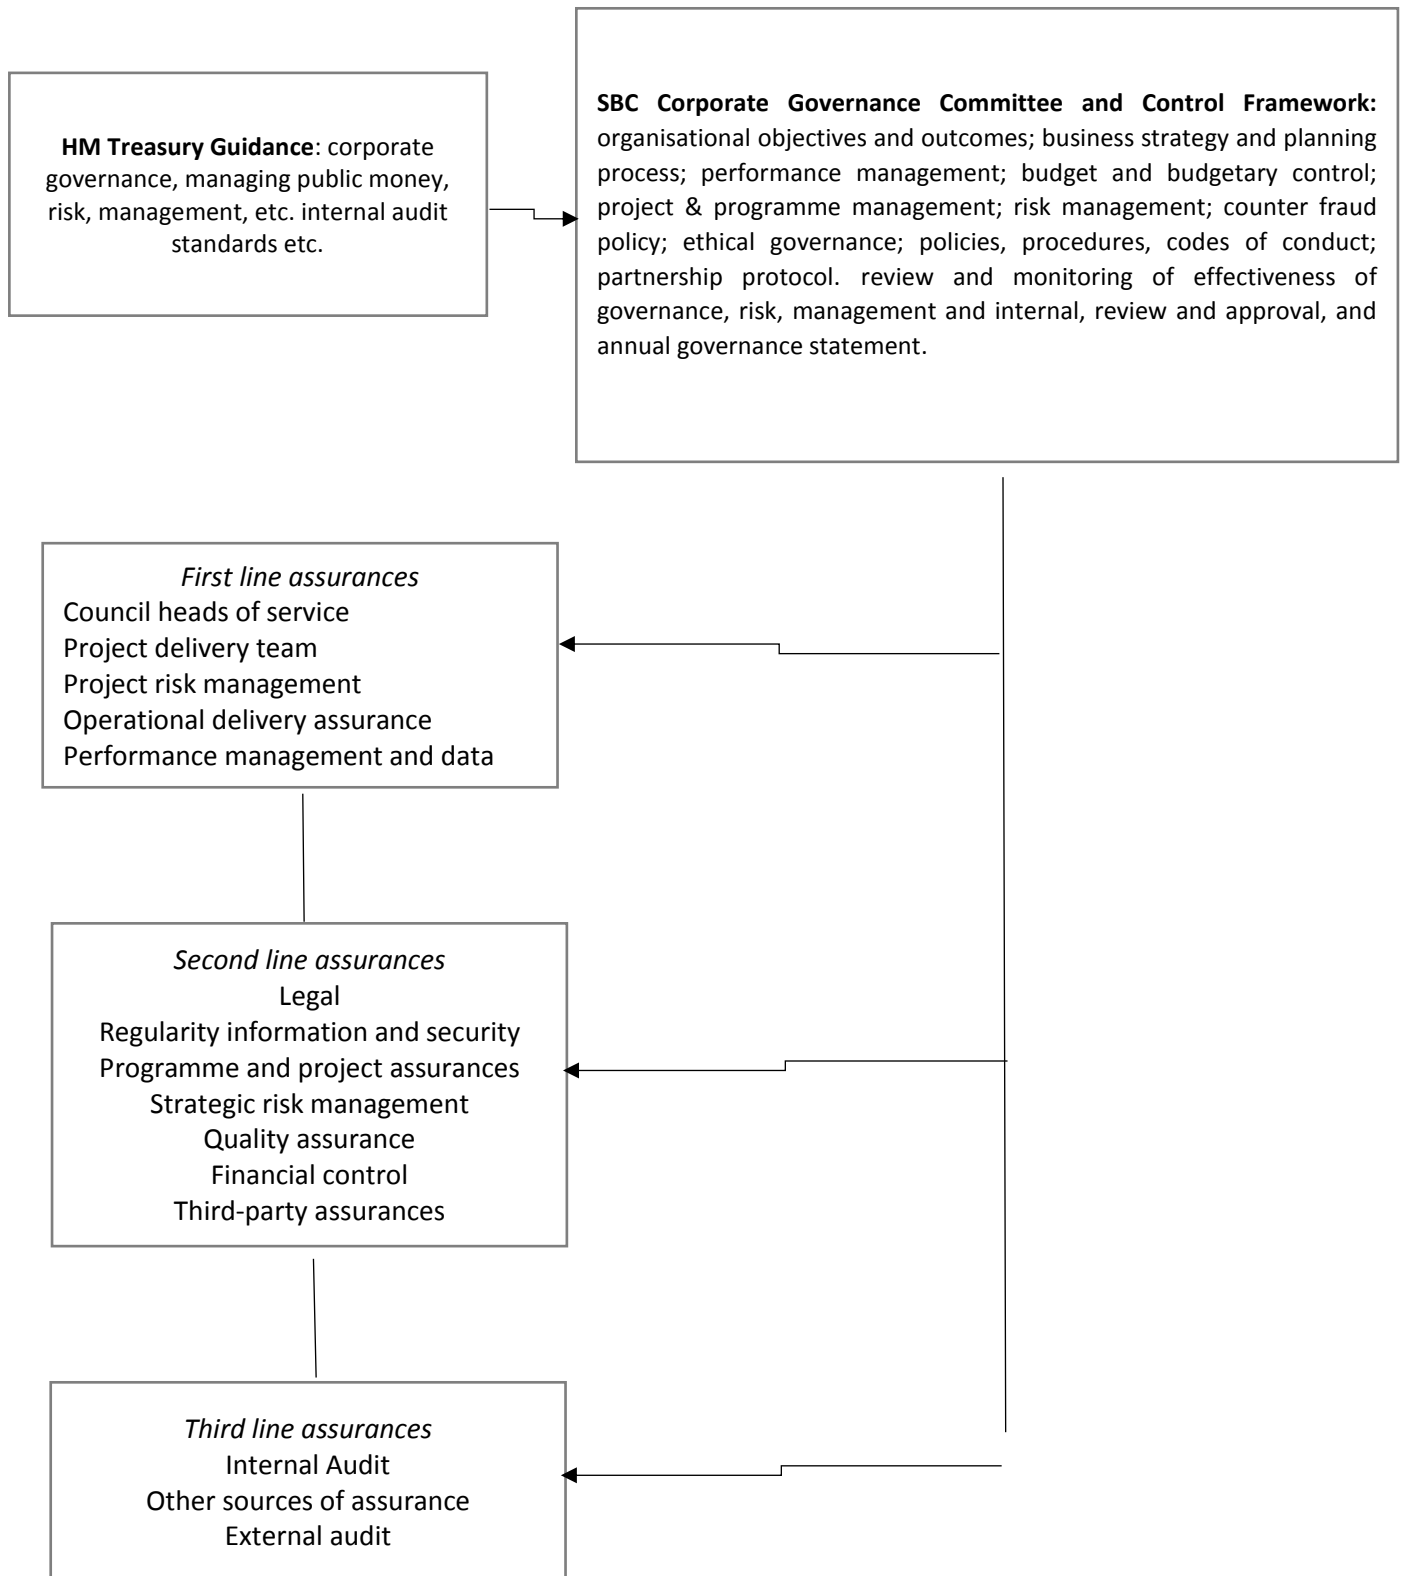 HM Treasury Guidance: corporate
governance, managing public money,
risk, management, etc. internal audit
standards etc.
SBC Corporate Governance Committee and Control Framework:
organisational objectives and outcomes; business strategy and planning
process; performance management; budget and budgetary control;
project & programme management; risk management; counter fraud
policy; ethical governance; policies, procedures, codes of conduct;
partnership protocol. review and monitoring of effectiveness of
governance, risk, management and internal, review and approval, and
annual governance statement.
First line assurances
Council heads of service
Project delivery team
Project risk management
Operational delivery assurance
Performance management and data
Second line assurances
Legal
Regularity information and security
Programme and project assurances
Strategic risk management
Quality assurance
Financial control
Third-party assurances
Third line assurances
Internal Audit
Other sources of assurance
External audit